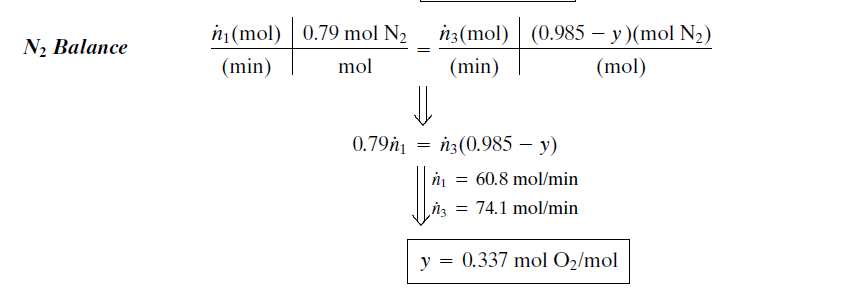 N₂ Balance
ṅ₁(mol) | 0.79 mol N₂ = ṅ₃(mol) | (0.985 − y)(mol N₂)
(min) | mol (min) | (mol)
⇓
0.79ṅ₁ = ṅ₃(0.985 − y)
ṅ₁ = 60.8 mol/min
ṅ₃ = 74.1 mol/min
y = 0.337 mol O₂/mol